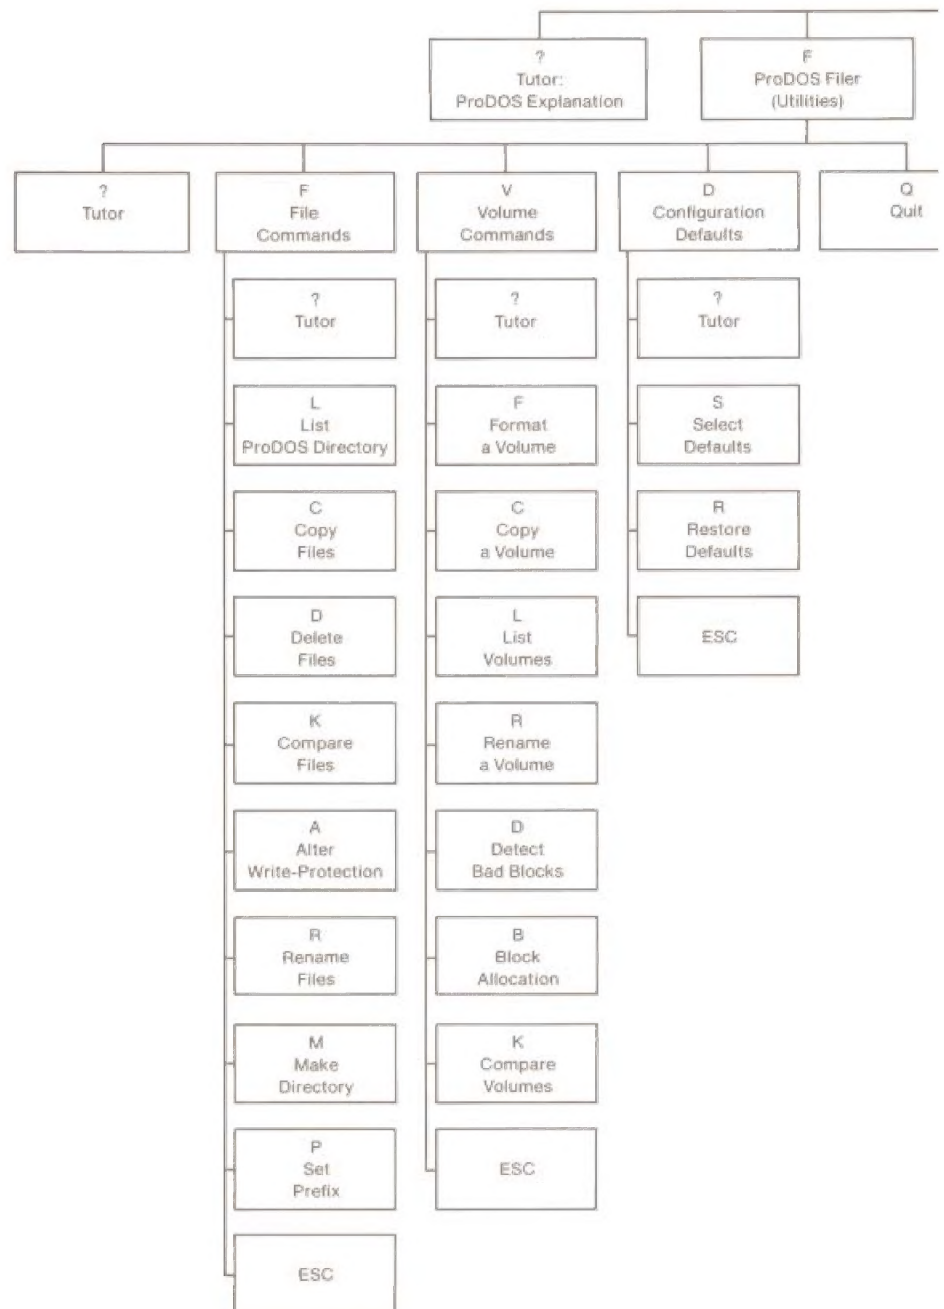 ?
Tutor:
ProDOS Explanation
F
ProDOS Filer
(Utilities)
?
Tutor
F
File
Commands
V
Volume
Commands
D
Configuration
Defaults
Q
Quit
?
Tutor
L
List
ProDOS Directory
C
Copy
Files
D
Delete
Files
K
Compare
Files
A
Alter
Write-Protection
R
Rename
Files
M
Make
Directory
P
Set
Prefix
ESC
?
Tutor
F
Format
a Volume
C
Copy
a Volume
L
List
Volumes
R
Rename
a Volume
D
Detect
Bad Blocks
B
Block
Allocation
K
Compare
Volumes
ESC
?
Tutor
S
Select
Defaults
R
Restore
Defaults
ESC